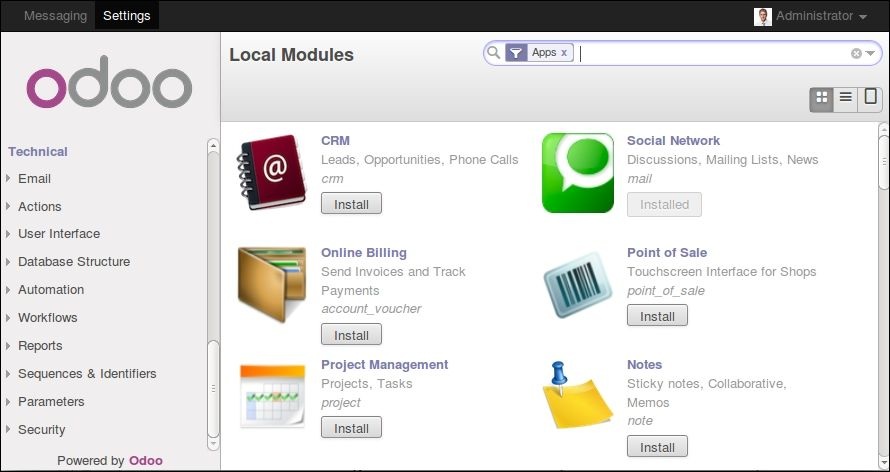 Messaging Settings Administrator
odoo
Local Modules
Apps x
Technical
Email
Actions
User Interface
Database Structure
Automation
Workflows
Reports
Sequences & Identifiers
Parameters
Security
Powered by Odoo
@
CRM
Leads, Opportunities, Phone Calls
crm
Install
Social Network
Discussions, Mailing Lists, News
mail
Installed
Online Billing
Send Invoices and Track
Payments
account_voucher
Install
Point of Sale
Touchscreen Interface for Shops
point_of_sale
Install
Project Management
Projects, Tasks
project
Install
Notes
Sticky notes, Collaborative,
Memos
note
Install